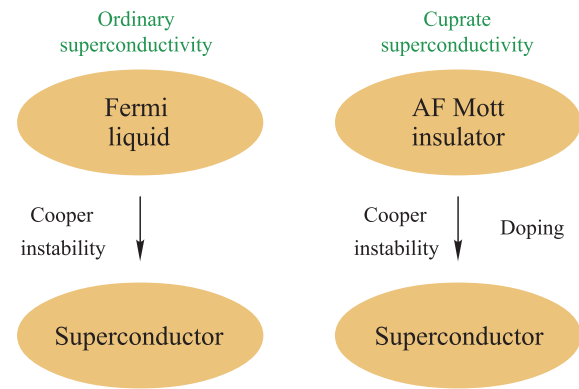 Ordinary
superconductivity
Fermi
liquid
Cooper
instability
Superconductor
Cuprate
superconductivity
AF Mott
insulator
Cooper
instability
Doping
Superconductor